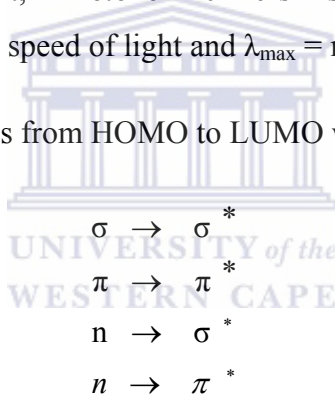 speed of light and λmax =
s from HOMO to LUMO
σ → σ *
π → π *
UNIVERSITY of the
n → σ *
WESTERN CAPE
n → π *